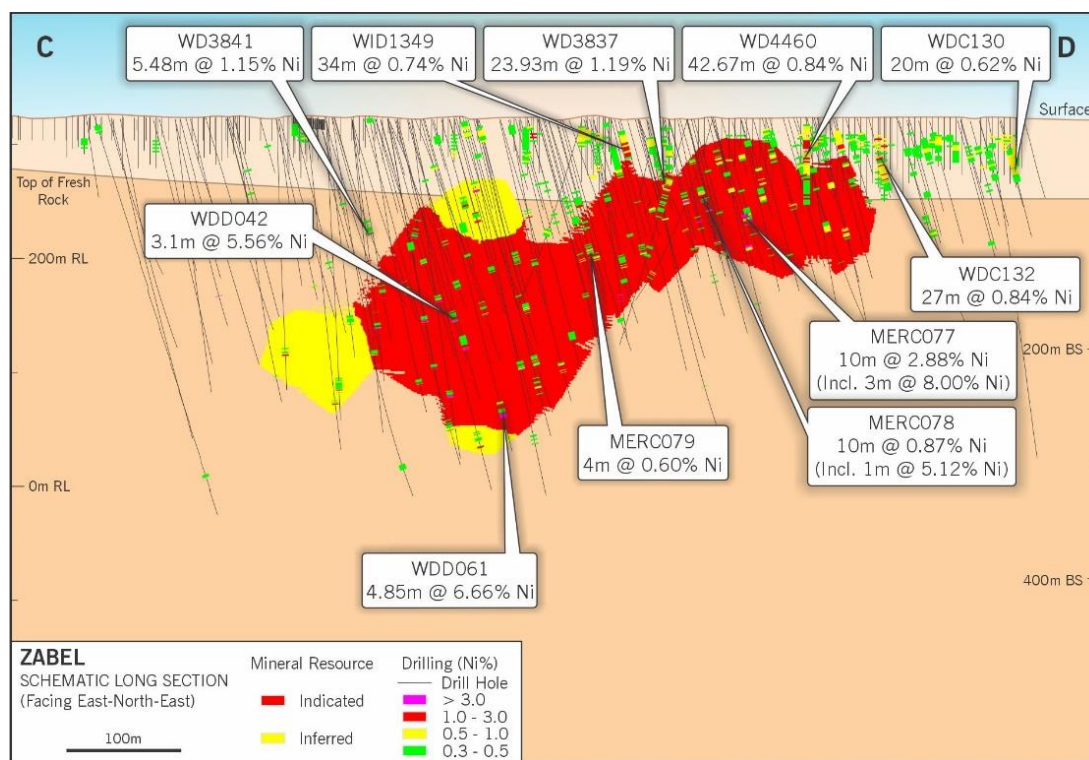 C
WD3841
5.48m @ 1.15% Ni
WID1349
34m @ 0.74% Ni
WD3837
23.93m @ 1.19% Ni
WD4460
42.67m @ 0.84% Ni
WDC130
20m @ 0.62% Ni
D
Surface
Top of Fresh
Rock
WDD042
3.1m @ 5.56% Ni
200m RL
WDC132
27m @ 0.84% Ni
MERC077
10m @ 2.88% Ni
(Incl. 3m @ 8.00% Ni)
200m BS
MERC078
10m @ 0.87% Ni
(Incl. 1m @ 5.12% Ni)
MERC079
4m @ 0.60% Ni
0m RL
WDD061
4.85m @ 6.66% Ni
400m BS
ZABEL
SCHEMATIC LONG SECTION
(Facing East-North-East)
100m
Mineral Resource
Indicated
Inferred
Drilling (Ni%)
Drill Hole
> 3.0
1.0 - 3.0
0.5 - 1.0
0.3 - 0.5